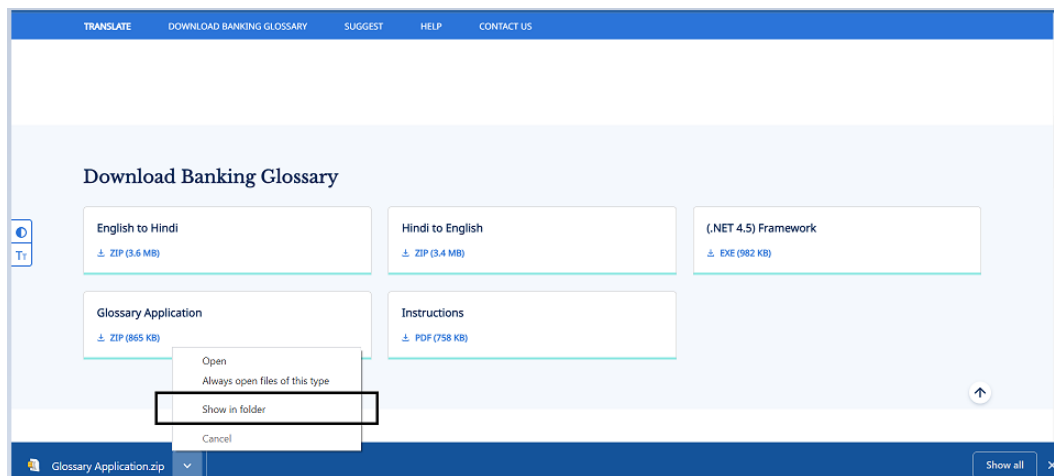 TRANSLATE DOWNLOAD BANKING GLOSSARY SUGGEST HELP CONTACT US
Download Banking Glossary
English to Hindi
ZIP (3.6 MB)
Hindi to English
ZIP (3.4 MB)
(.NET 4.5) Framework
EXE (982 KB)
TT
Glossary Application
ZIP (865 KB)
Instructions
PDF (758 KB)
Open
Always open files of this type
Show in folder
Cancel
Glossary Application.zip
Show all